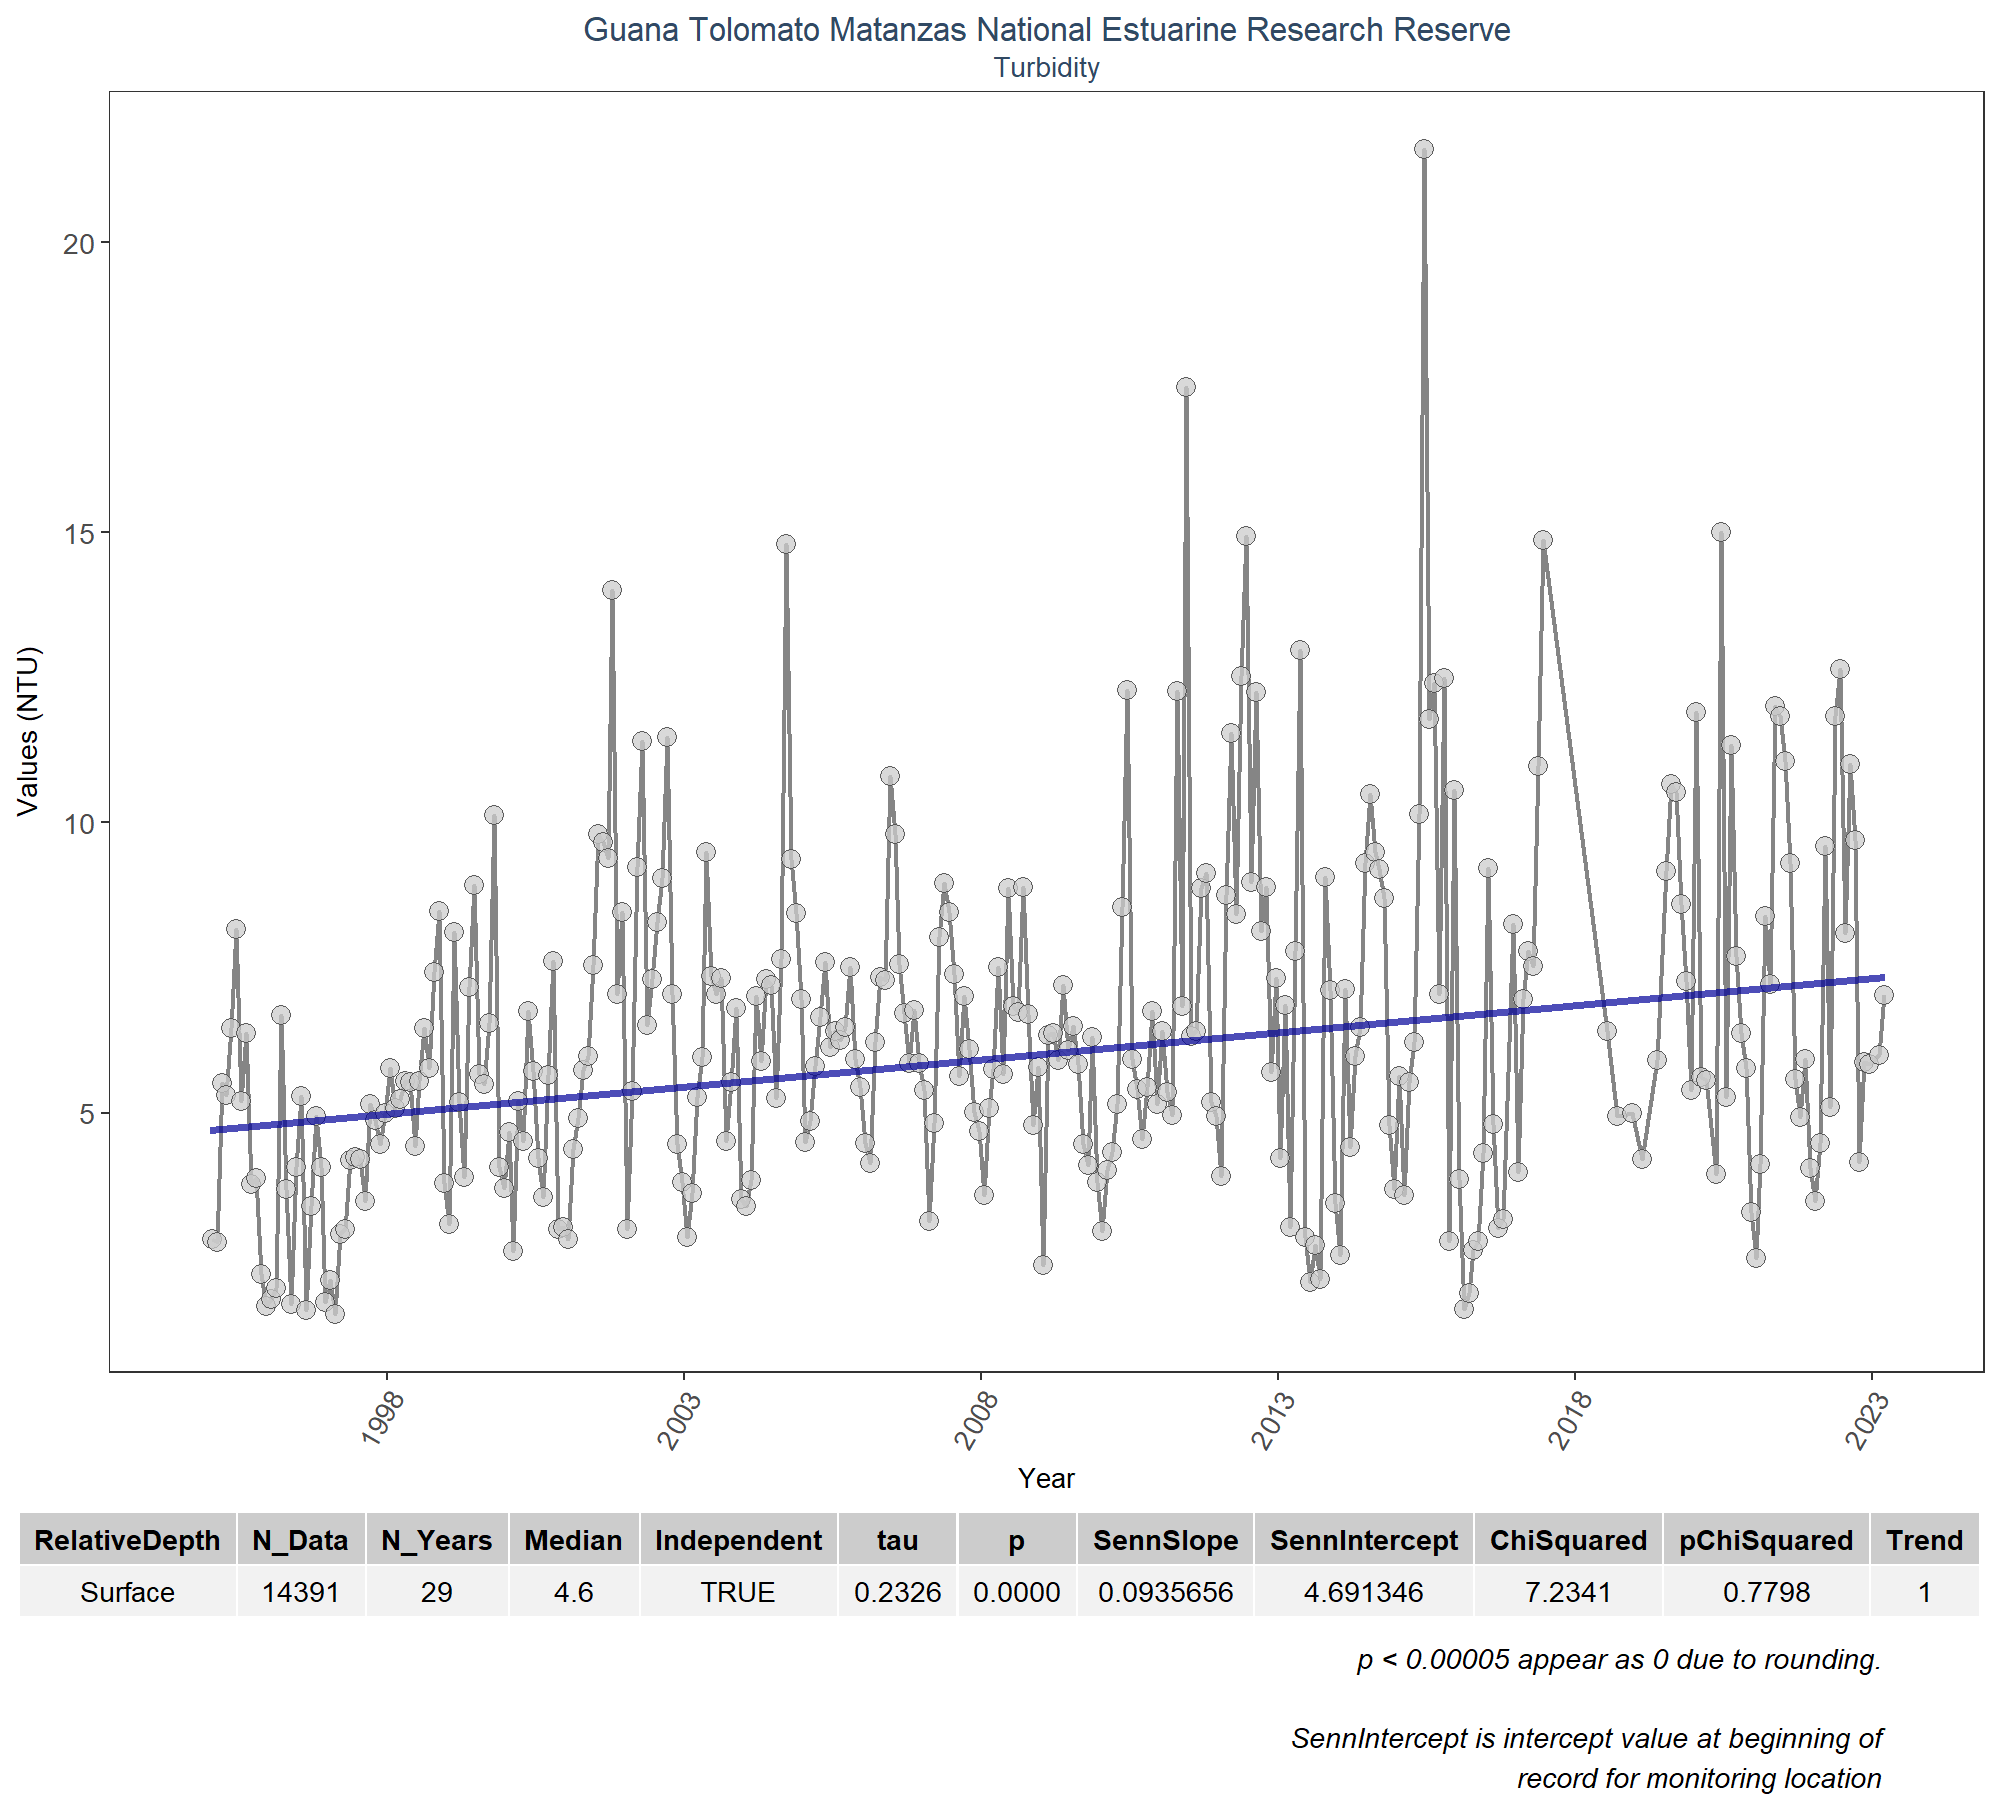 Guana Tolomato Matanzas National Estuarine Research Reserve
Turbidity
20
15
10
5
Values (NTU)
1998
2003
2008
2013
2018
2023
Year
RelativeDepth N_Data N_Years Median Independent tau p SennSlope SennIntercept ChiSquared pChiSquared Trend
Surface 14391 29 4.6 TRUE 0.2326 0.0000 0.0935656 4.691346 7.2341 0.7798 1
p < 0.00005 appear as 0 due to rounding.
SennIntercept is intercept value at beginning of
record for monitoring location